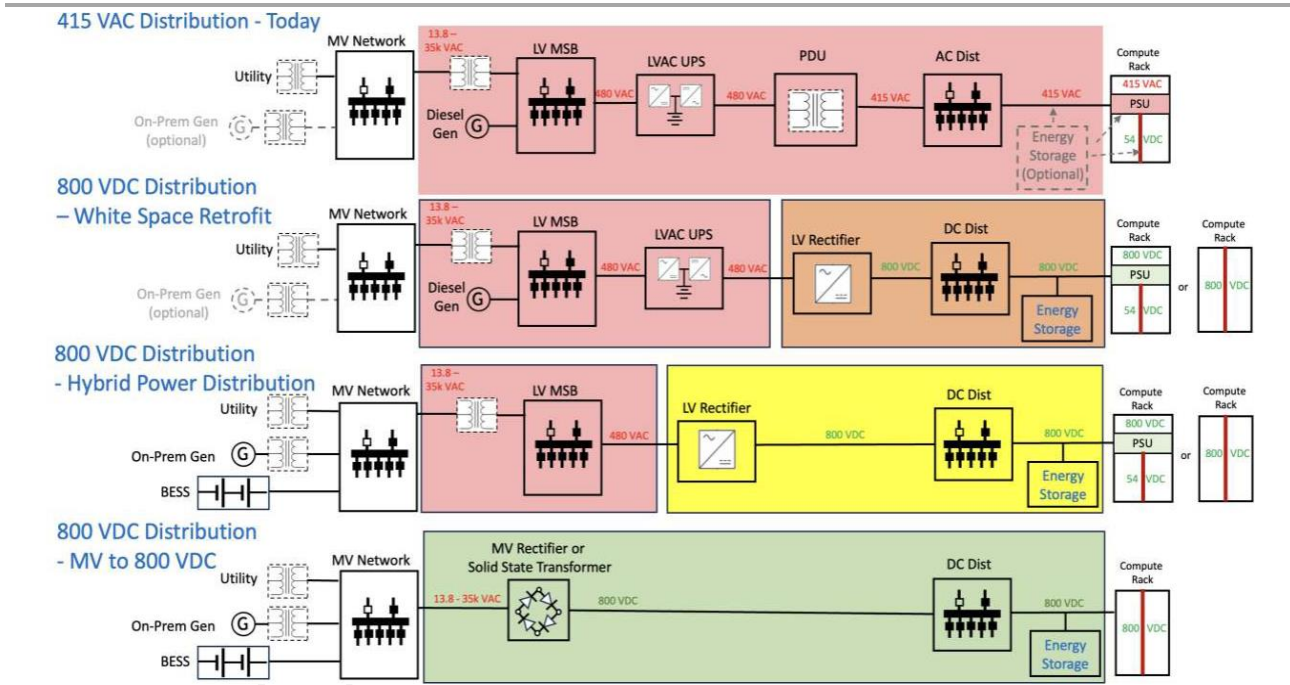 415 VAC Distribution - Today
MV Network
13.8 –
35k VAC
LV MSB
LVAC UPS
PDU
AC Dist
Compute
Rack
Utility
480 VAC
480 VAC
415 VAC
415 VAC
415 VAC
PSU
54 VDC
On-Prem Gen
(optional)
G
Diesel
Gen
G
Energy
Storage
(Optional)
800 VDC Distribution
– White Space Retrofit
MV Network
13.8 –
35k VAC
LV MSB
LVAC UPS
LV Rectifier
DC Dist
Compute
Rack
Compute
Rack
Utility
480 VAC
480 VAC
800 VDC
800 VDC
800 VDC
PSU
54 VDC
or
800 VDC
On-Prem Gen
(optional)
G
Diesel
Gen
G
Energy
Storage
800 VDC Distribution
- Hybrid Power Distribution
MV Network
13.8 –
35k VAC
LV MSB
LV Rectifier
DC Dist
Compute
Rack
Compute
Rack
Utility
480 VAC
800 VDC
800 VDC
800 VDC
PSU
54 VDC
or
800 VDC
On-Prem Gen
G
BESS
Energy
Storage
800 VDC Distribution
- MV to 800 VDC
MV Network
MV Rectifier or
Solid State Transformer
DC Dist
Compute
Rack
Utility
13.8 - 35k VAC
800 VDC
800 VDC
800 VDC
On-Prem Gen
G
BESS
Energy
Storage